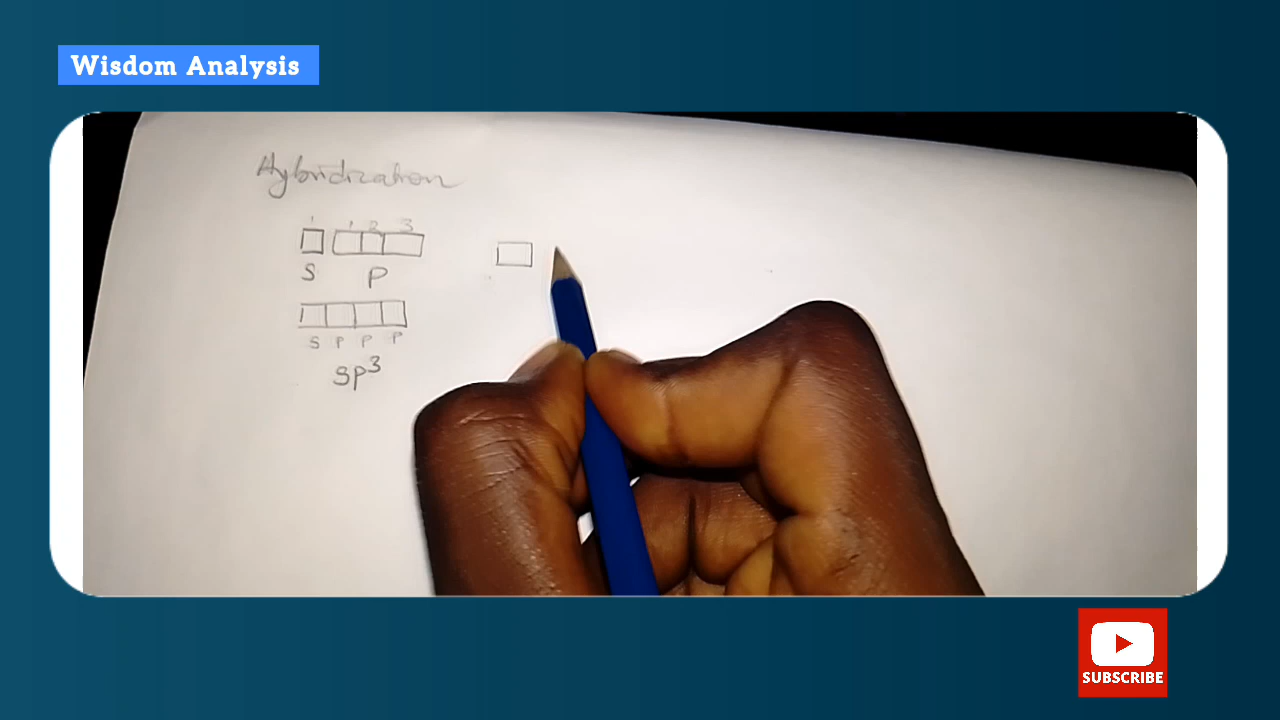 Wisdom Analysis
Hybridization
1 1 2 3
S P
S P P P
sp³
SUBSCRIBE